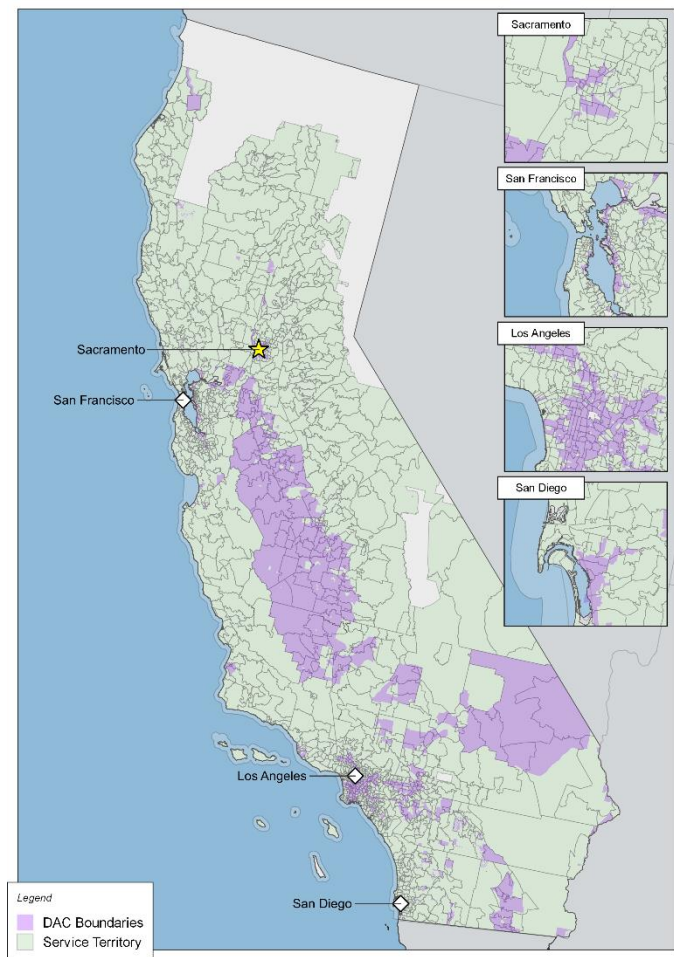 Sacramento
San Francisco
Los Angeles
San Diego
Sacramento
San Francisco
Los Angeles
San Diego
Legend
DAC Boundaries
Service Territory